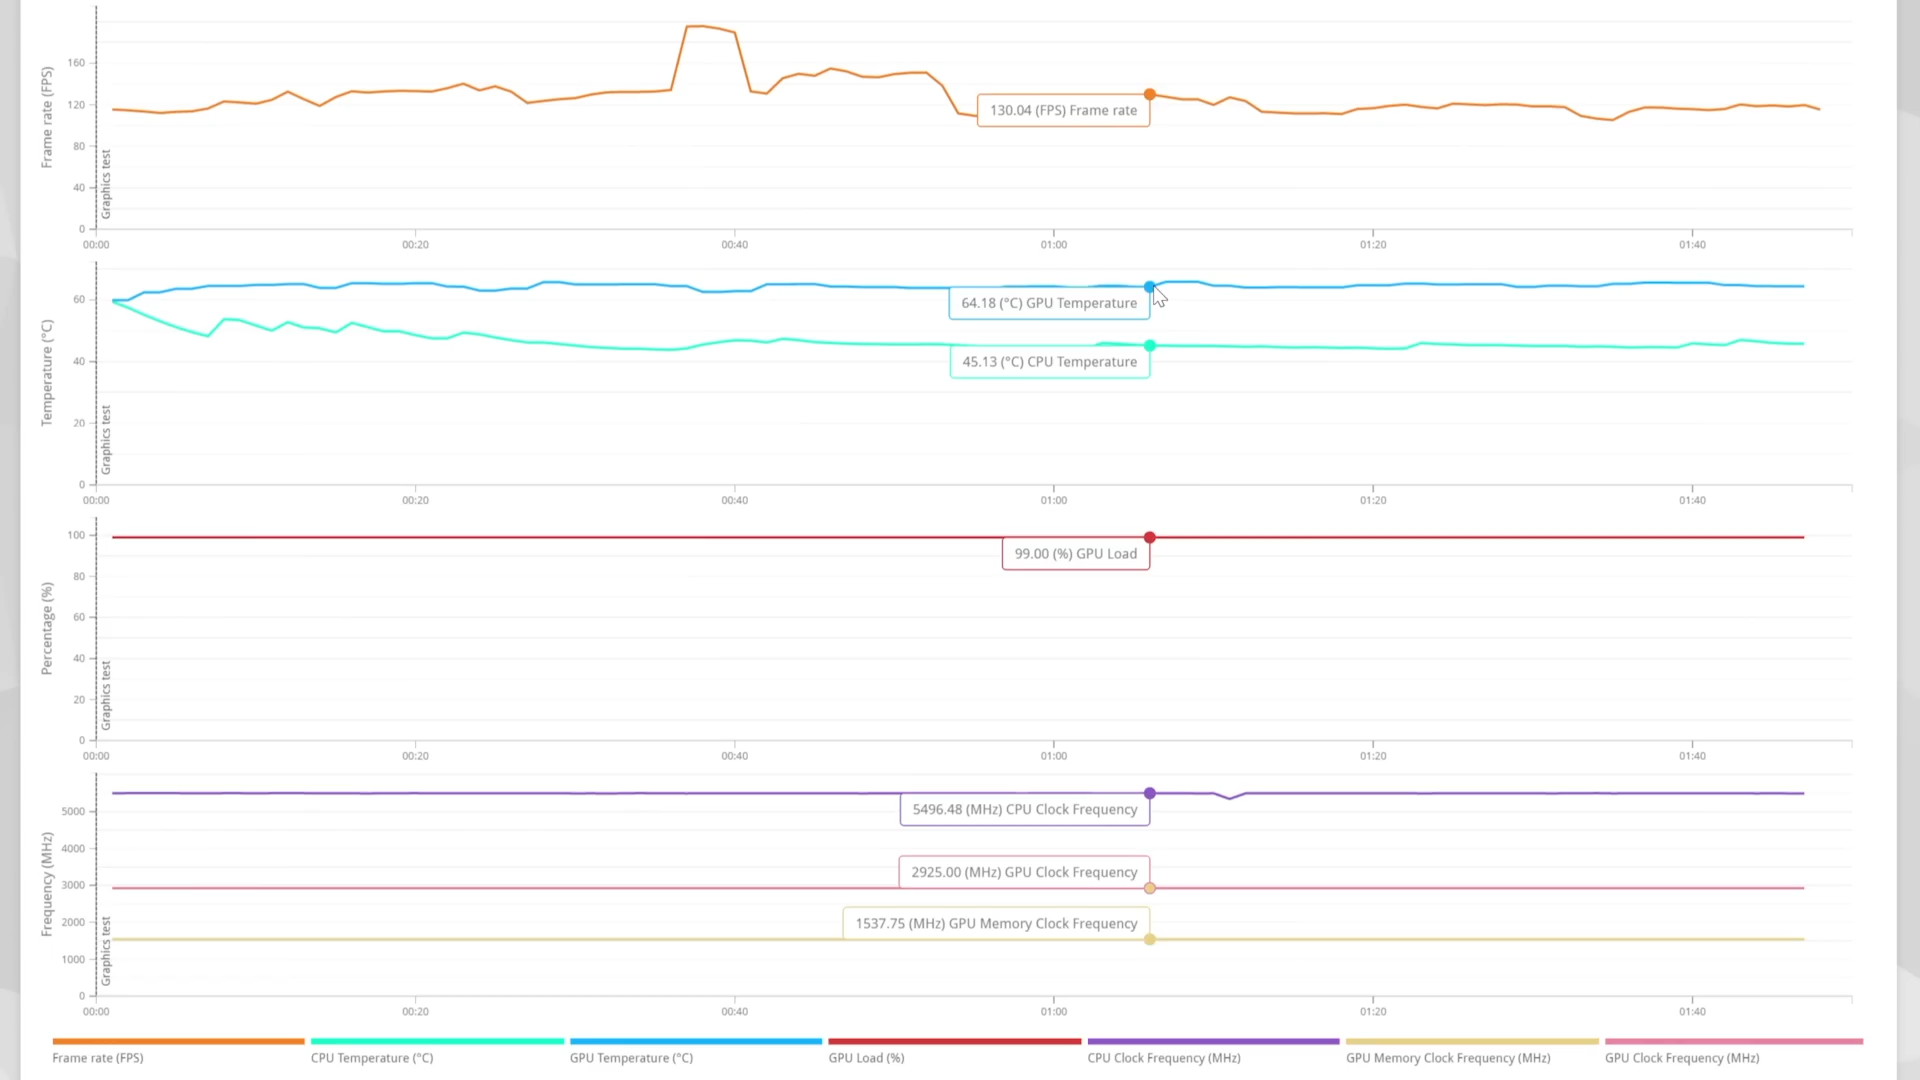 Frame rate (FPS)
160
120
80
40
0
Graphics test
130.04 (FPS) Frame rate
00:00
00:20
00:40
01:00
01:20
01:40
Temperature (°C)
60
40
20
0
Graphics test
64.18 (°C) GPU Temperature
45.13 (°C) CPU Temperature
00:00
00:20
00:40
01:00
01:20
01:40
Percentage (%)
100
80
60
40
20
0
Graphics test
99.00 (%) GPU Load
00:00
00:20
00:40
01:00
01:20
01:40
Frequency (MHz)
5000
4000
3000
2000
1000
0
Graphics test
5496.48 (MHz) CPU Clock Frequency
2925.00 (MHz) GPU Clock Frequency
1537.75 (MHz) GPU Memory Clock Frequency
00:00
00:20
00:40
01:00
01:20
01:40
Frame rate (FPS)
CPU Temperature (°C)
GPU Temperature (°C)
GPU Load (%)
CPU Clock Frequency (MHz)
GPU Memory Clock Frequency (MHz)
GPU Clock Frequency (MHz)